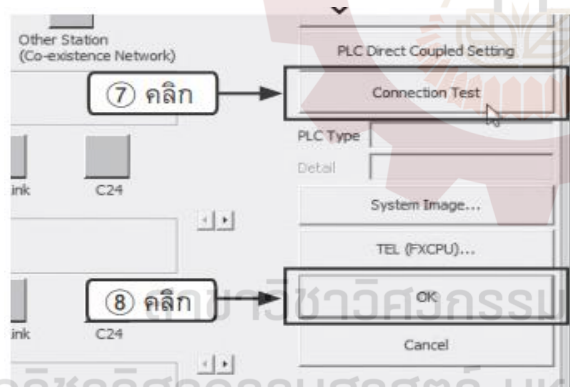 Other Station
(Co-existence Network)
PLC Direct Coupled Setting
⑦ คลิก
Connection Test
PLC Type
Detail
ink
C24
System Image...
TEL (FXCPU)...
⑧ คลิก
OK
ink
C24
Cancel